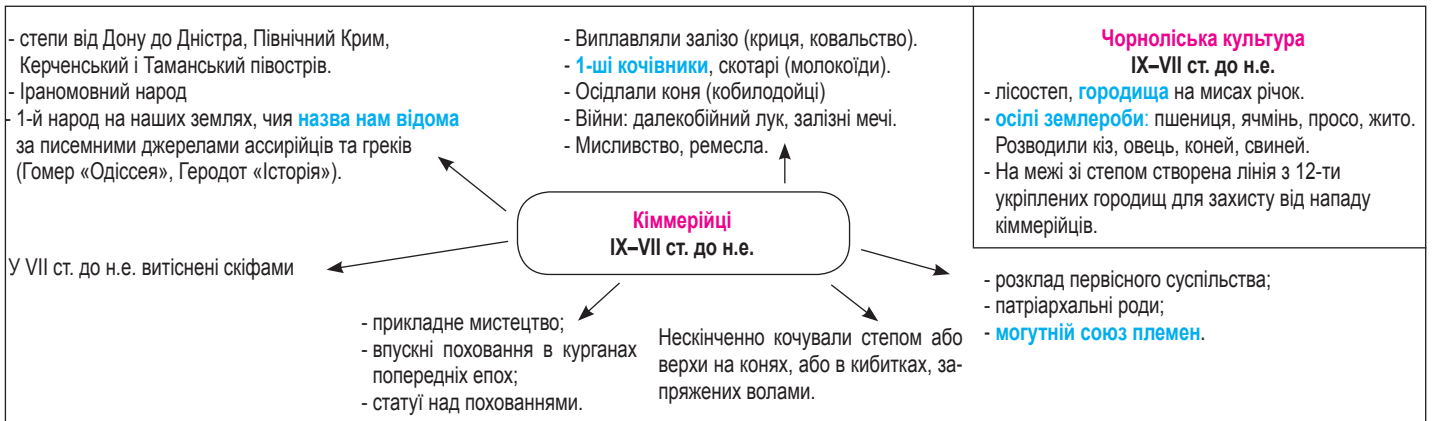 - степи від Дону до Дністра, Північний Крим,
Керченський і Таманський півострів.
- Іраномовний народ
- 1-й народ на наших землях, чия назва нам відома
за писемними джерелами ассирійців та греків
(Гомер «Одіссея», Геродот «Історія»).
- Виплавляли залізо (криця, ковальство).
- 1-ші кочівники, скотарі (молокоїди).
- Осідлали коня (кобилодойці)
- Війни: далекобійний лук, залізні мечі.
- Мисливство, ремесла.
Чорноліська культура
IX–VII ст. до н.е.
- лісостеп, городища на мисах річок.
- осілі землероби: пшениця, ячмінь, просо, жито.
Розводили кіз, овець, коней, свиней.
- На межі зі степом створена лінія з 12-ти
укріплених городищ для захисту від нападу
кіммерійців.
Кіммерійці
IX–VII ст. до н.е.
У VII ст. до н.е. витіснені скіфами
- прикладне мистецтво;
- впускні поховання в курганах
попередніх епох;
- статуї над похованнями.
Нескінченно кочували степом або
верхи на конях, або в кибитках, за-
пряжених волами.
- розклад первісного суспільства;
- патріархальні роди;
- могутній союз племен.